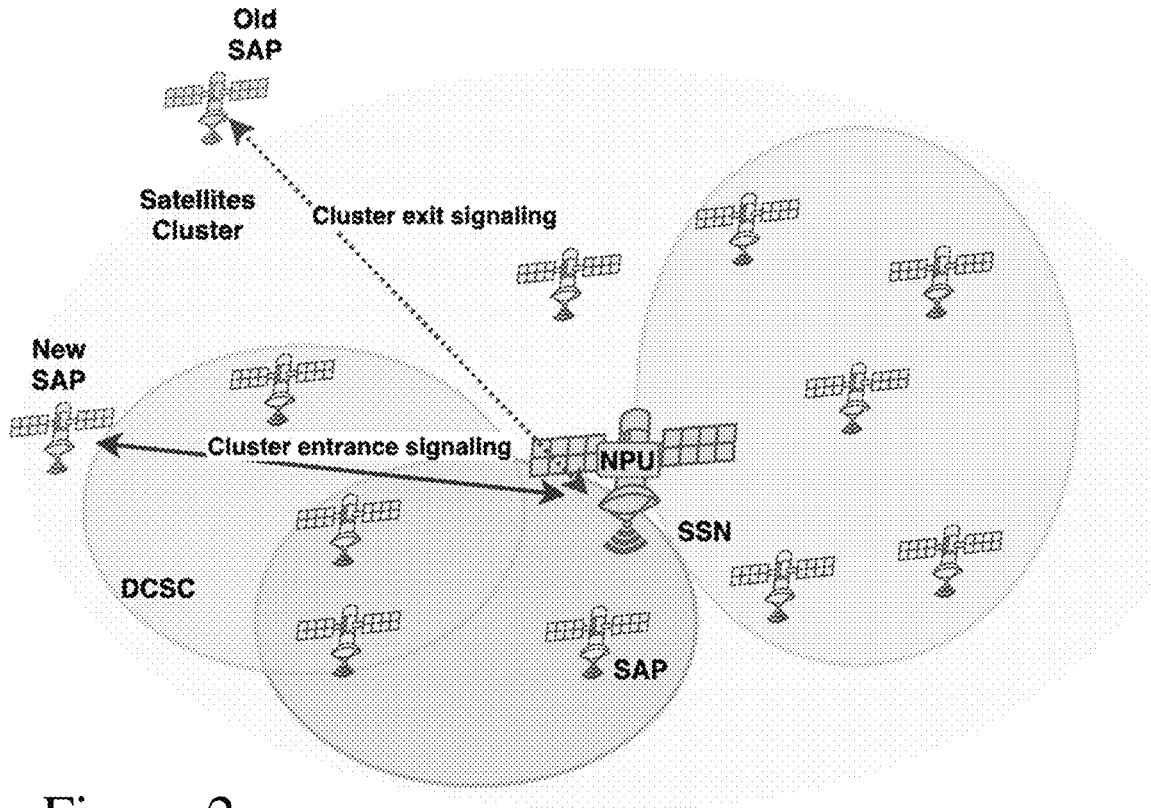 Old
SAP
Satellites
Cluster
Cluster exit signaling
New
SAP
Cluster entrance signaling
NPU
SSN
DCSC
SAP